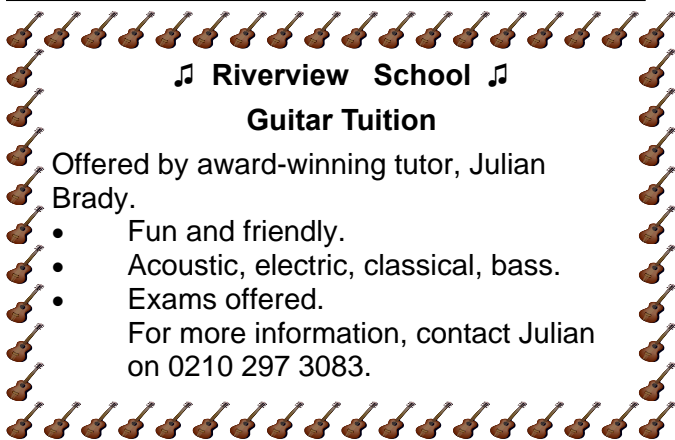 ♫ Riverview School ♫
Guitar Tuition
Offered by award-winning tutor, Julian
Brady.
• Fun and friendly.
• Acoustic, electric, classical, bass.
• Exams offered.
For more information, contact Julian
on 0210 297 3083.